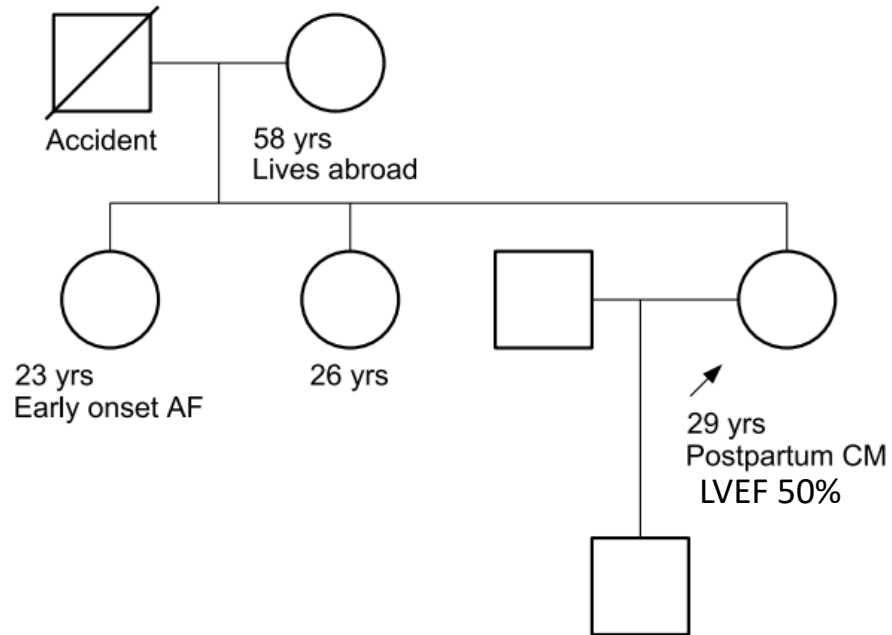 Accident
58 yrs
Lives abroad
23 yrs
Early onset AF
26 yrs
29 yrs
Postpartum CM
LVEF 50%